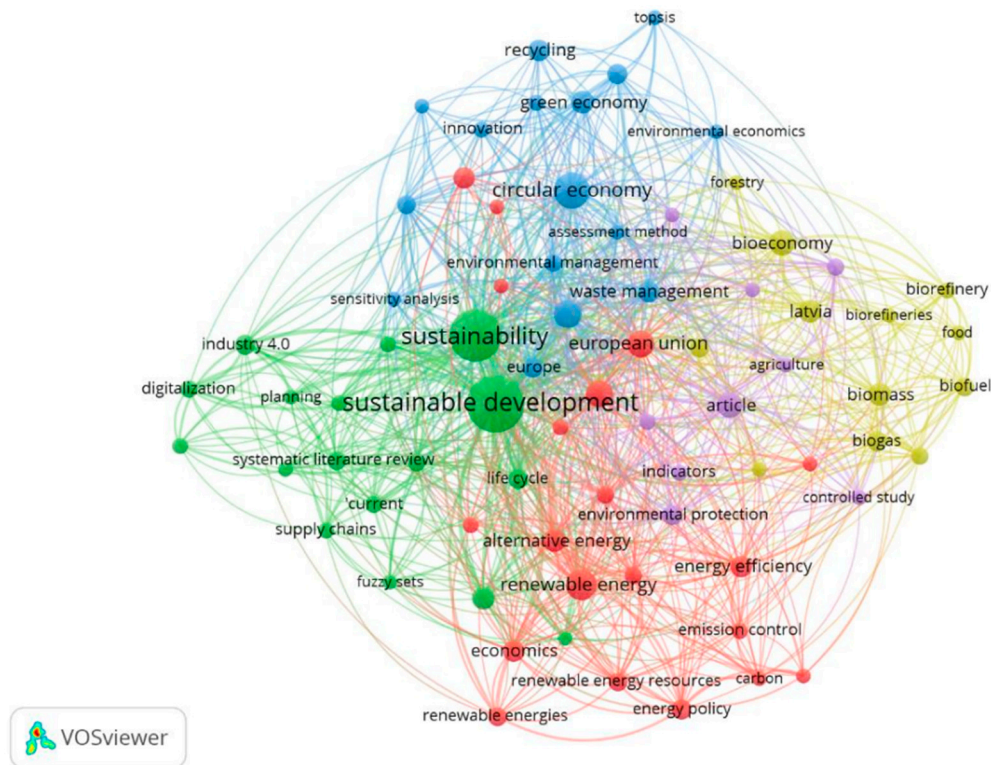 topsis
recycling
green economy
innovation
environmental economics
forestry
circular economy
assessment method
bioeconomy
environmental management
waste management
biorefinery
sensitivity analysis
latvia
biorefineries
sustainability
food
industry 4.0
european union
europe
agriculture
digitalization
biofuel
planning
biomass
sustainable development
article
biogas
systematic literature review
indicators
life cycle
controlled study
'current
environmental protection
supply chains
alternative energy
energy efficiency
fuzzy sets
renewable energy
emission control
economics
renewable energy resources
carbon
energy policy
renewable energies
VOSviewer